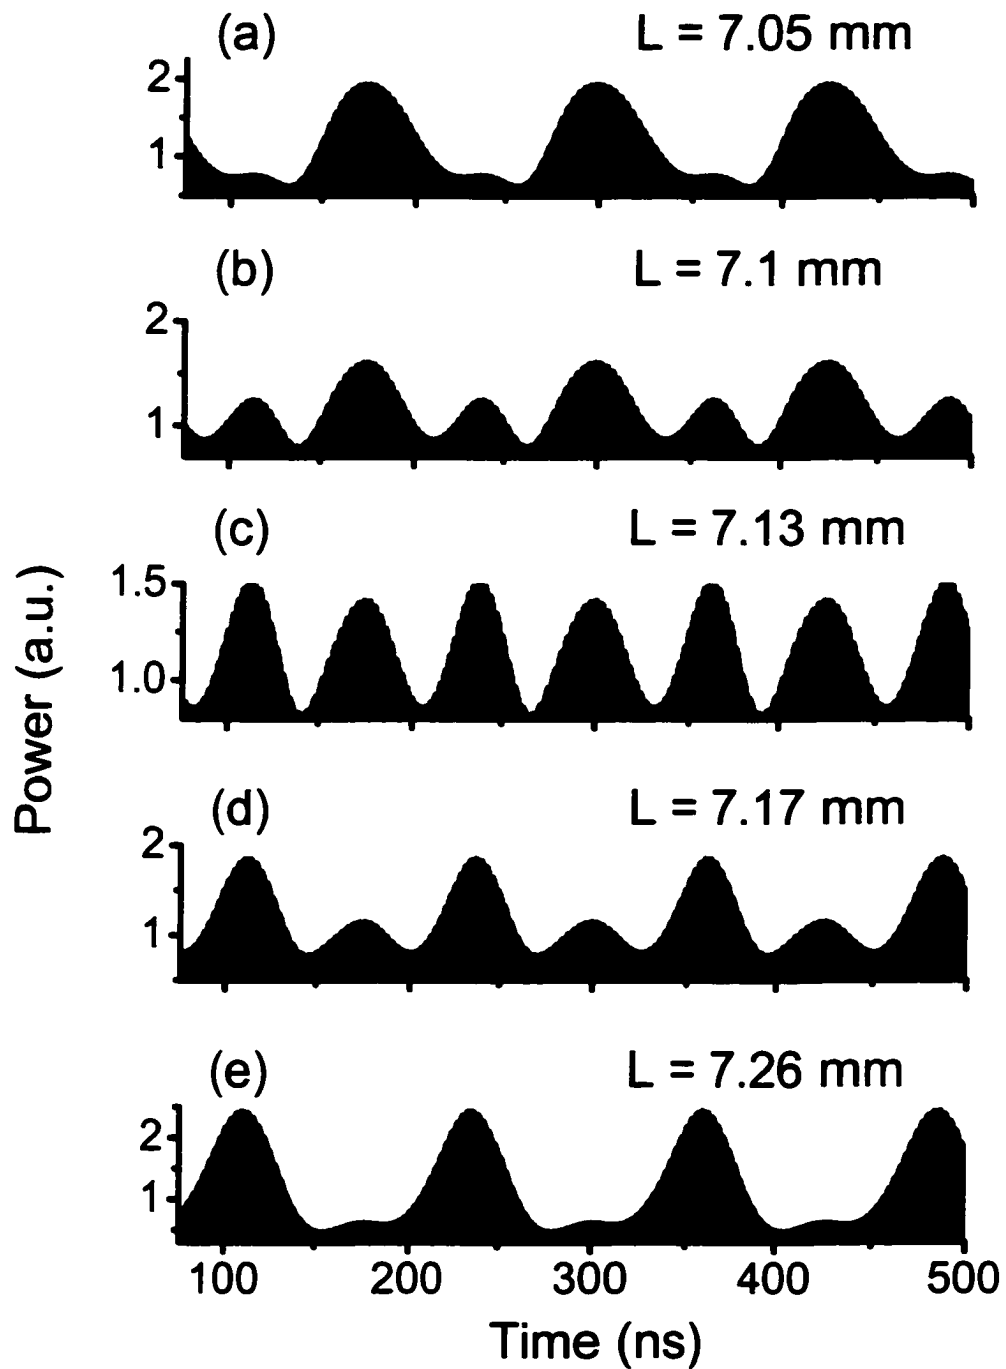 (a) L = 7.05 mm
2
1
(b) L = 7.1 mm
2
1
(c) L = 7.13 mm
1.5
1.0
(d) L = 7.17 mm
2
1
(e) L = 7.26 mm
2
1
100 200 300 400 500
Time (ns)
Power (a.u.)